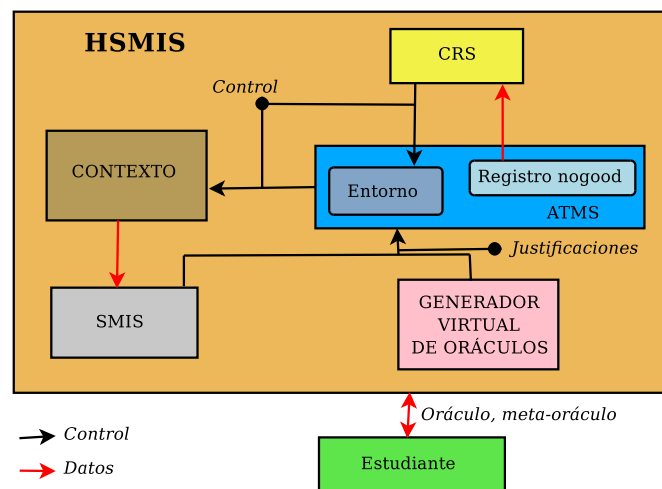 HSMIS
CRS
Control
CONTEXTO
Entorno
Registro nogood
ATMS
Justificaciones
SMIS
GENERADOR
VIRTUAL
DE ORÁCULOS
Oráculo, meta-oráculo
Control
Datos
Estudiante